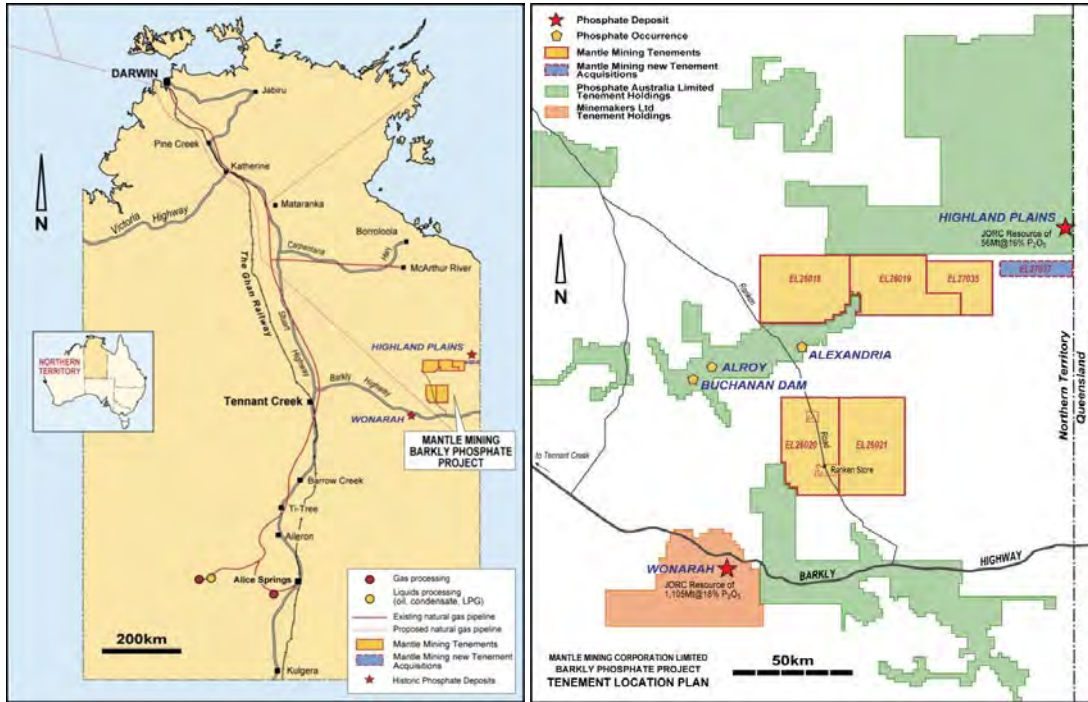 DARWIN
Jabiru
Pine Creek
Katherine
N
Victoria Highway
Mataranka
Borroloola
Carpentaria
Hwy
McArthur River
The Ghan Railway
Stuart
Highway
NORTHERN
TERRITORY
HIGHLAND PLAINS
Barkly Highway
Tennant Creek
WONARAH
MANTLE MINING
BARKLY PHOSPHATE
PROJECT
Barrow Creek
Ti-Tree
Aileron
Alice Springs
Kulgera
200km
Gas processing
Liquids processing
(oil, condensate, LPG)
Existing natural gas pipeline
Proposed natural gas pipeline
Mantle Mining Tenements
Mantle Mining new Tenement
Acquisitions
Historic Phosphate Deposits
Phosphate Deposit
Phosphate Occurrence
Mantle Mining Tenements
Mantle Mining new Tenement
Acquisitions
Phosphate Australia Limited
Tenement Holdings
Minemakers Ltd
Tenement Holdings
HIGHLAND PLAINS
JORC Resource of
56Mt@16% P₂O₅
N
EL26018
EL26019
EL27035
EL27037
Ranken
ALEXANDRIA
ALROY
BUCHANAN DAM
Northern Territory
Queensland
EL26020
EL26021
Road
Ranken Store
to Tennant Creek
WONARAH
JORC Resource of
1,105Mt@18% P₂O₅
BARKLY HIGHWAY
MANTLE MINING CORPORATION LIMITED
BARKLY PHOSPHATE PROJECT
TENEMENT LOCATION PLAN
50km